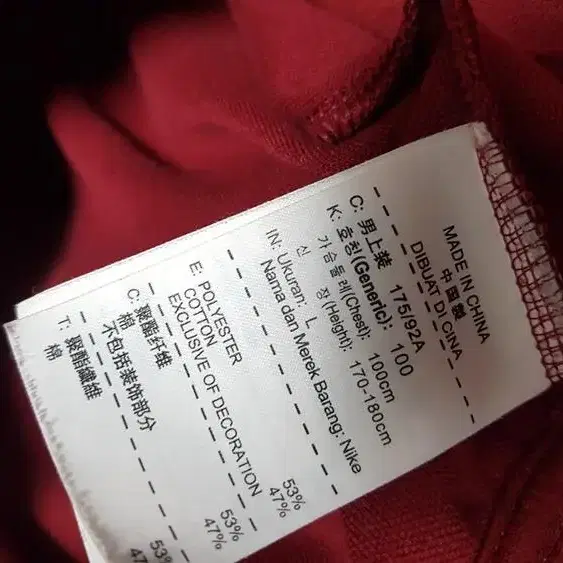 MADE IN CHINA
中国製
DIBUAT DI CINA
C: 男上装 175/92A
K: 호칭(Generic): 100
가슴둘레(Chest): 100cm
신 장(Height): 170-180cm
IN: Ukuran: L
Nama dan Merek Barang: Nike
E: POLYESTER 53%
COTTON 47%
EXCLUSIVE OF DECORATION
C: 聚酯纤维 53%
棉 47%
不包括装饰部分
T: 聚酯纖維 53%
棉 47%